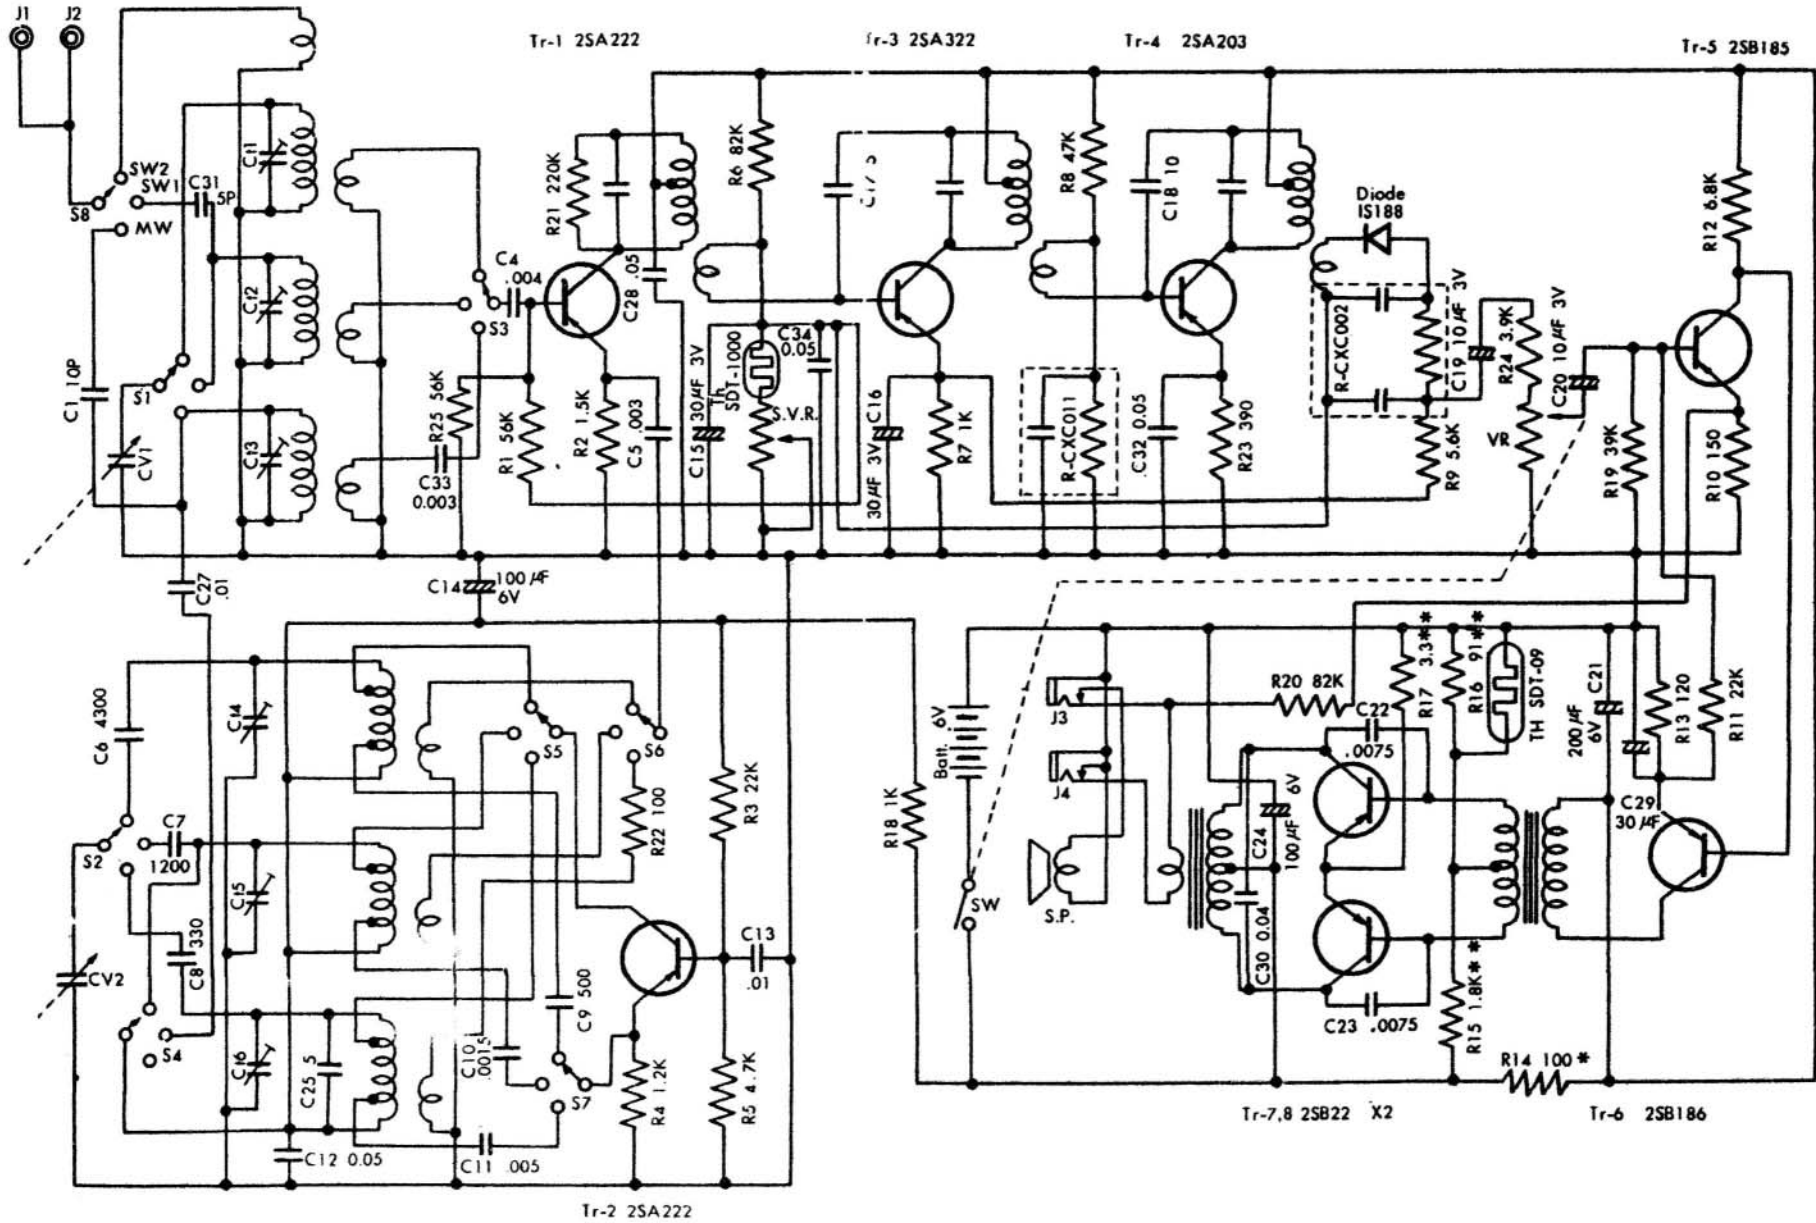 J1
J2
Tr-1 2SA222
Tr-3 2SA322
Tr-4 2SA203
Tr-5 2SB185
SW2
SW1
C31
5P
S8
MW
Ct1
Ct2
Ct3
C1 10P
S1
CV1
C27
.01
C4
.004
S3
C33
0.003
R25 56K
R21 220K
R1 56K
R2 1.5K
C5 .003
C28 .05
R6 82K
C15 30μF 3V
Th
SDT-1000
C34
0.05
S.V.R.
30μF 3V C16
R7 1K
R8 47K
C18 10
R-CXC011
C32 0.05
R23 390
Diode
IS188
R-CXC002
C19 10μF 3V
R9 5.6K
R24 3.9K
VR
C20 10μF 3V
R19 39K
R12 6.8K
R10 150
C14
100μF
6V
C6 4300
Ct4
Ct5
Ct6
S2
C7
1200
C8 330
CV2
S4
C25 5
C12 0.05
C11 .005
C10
.0015
C9 500
S5
S6
S7
R22 100
R3 22K
R4 1.2K
R5 4.7K
C13
.01
Tr-2 2SA222
R18 1K
Batt. 6V
SW
J3
J4
S.P.
R20 82K
C22
.0075
C24
100μF 6V
C30 0.04
C23 .0075
R17 3.3**
R16 91**
TH SDT-09
R15 1.8K**
R14 100*
C21
200μF
6V
R13 120
R11 22K
C29
30μF
Tr-7,8 2SB22 X2
Tr-6 2SB186